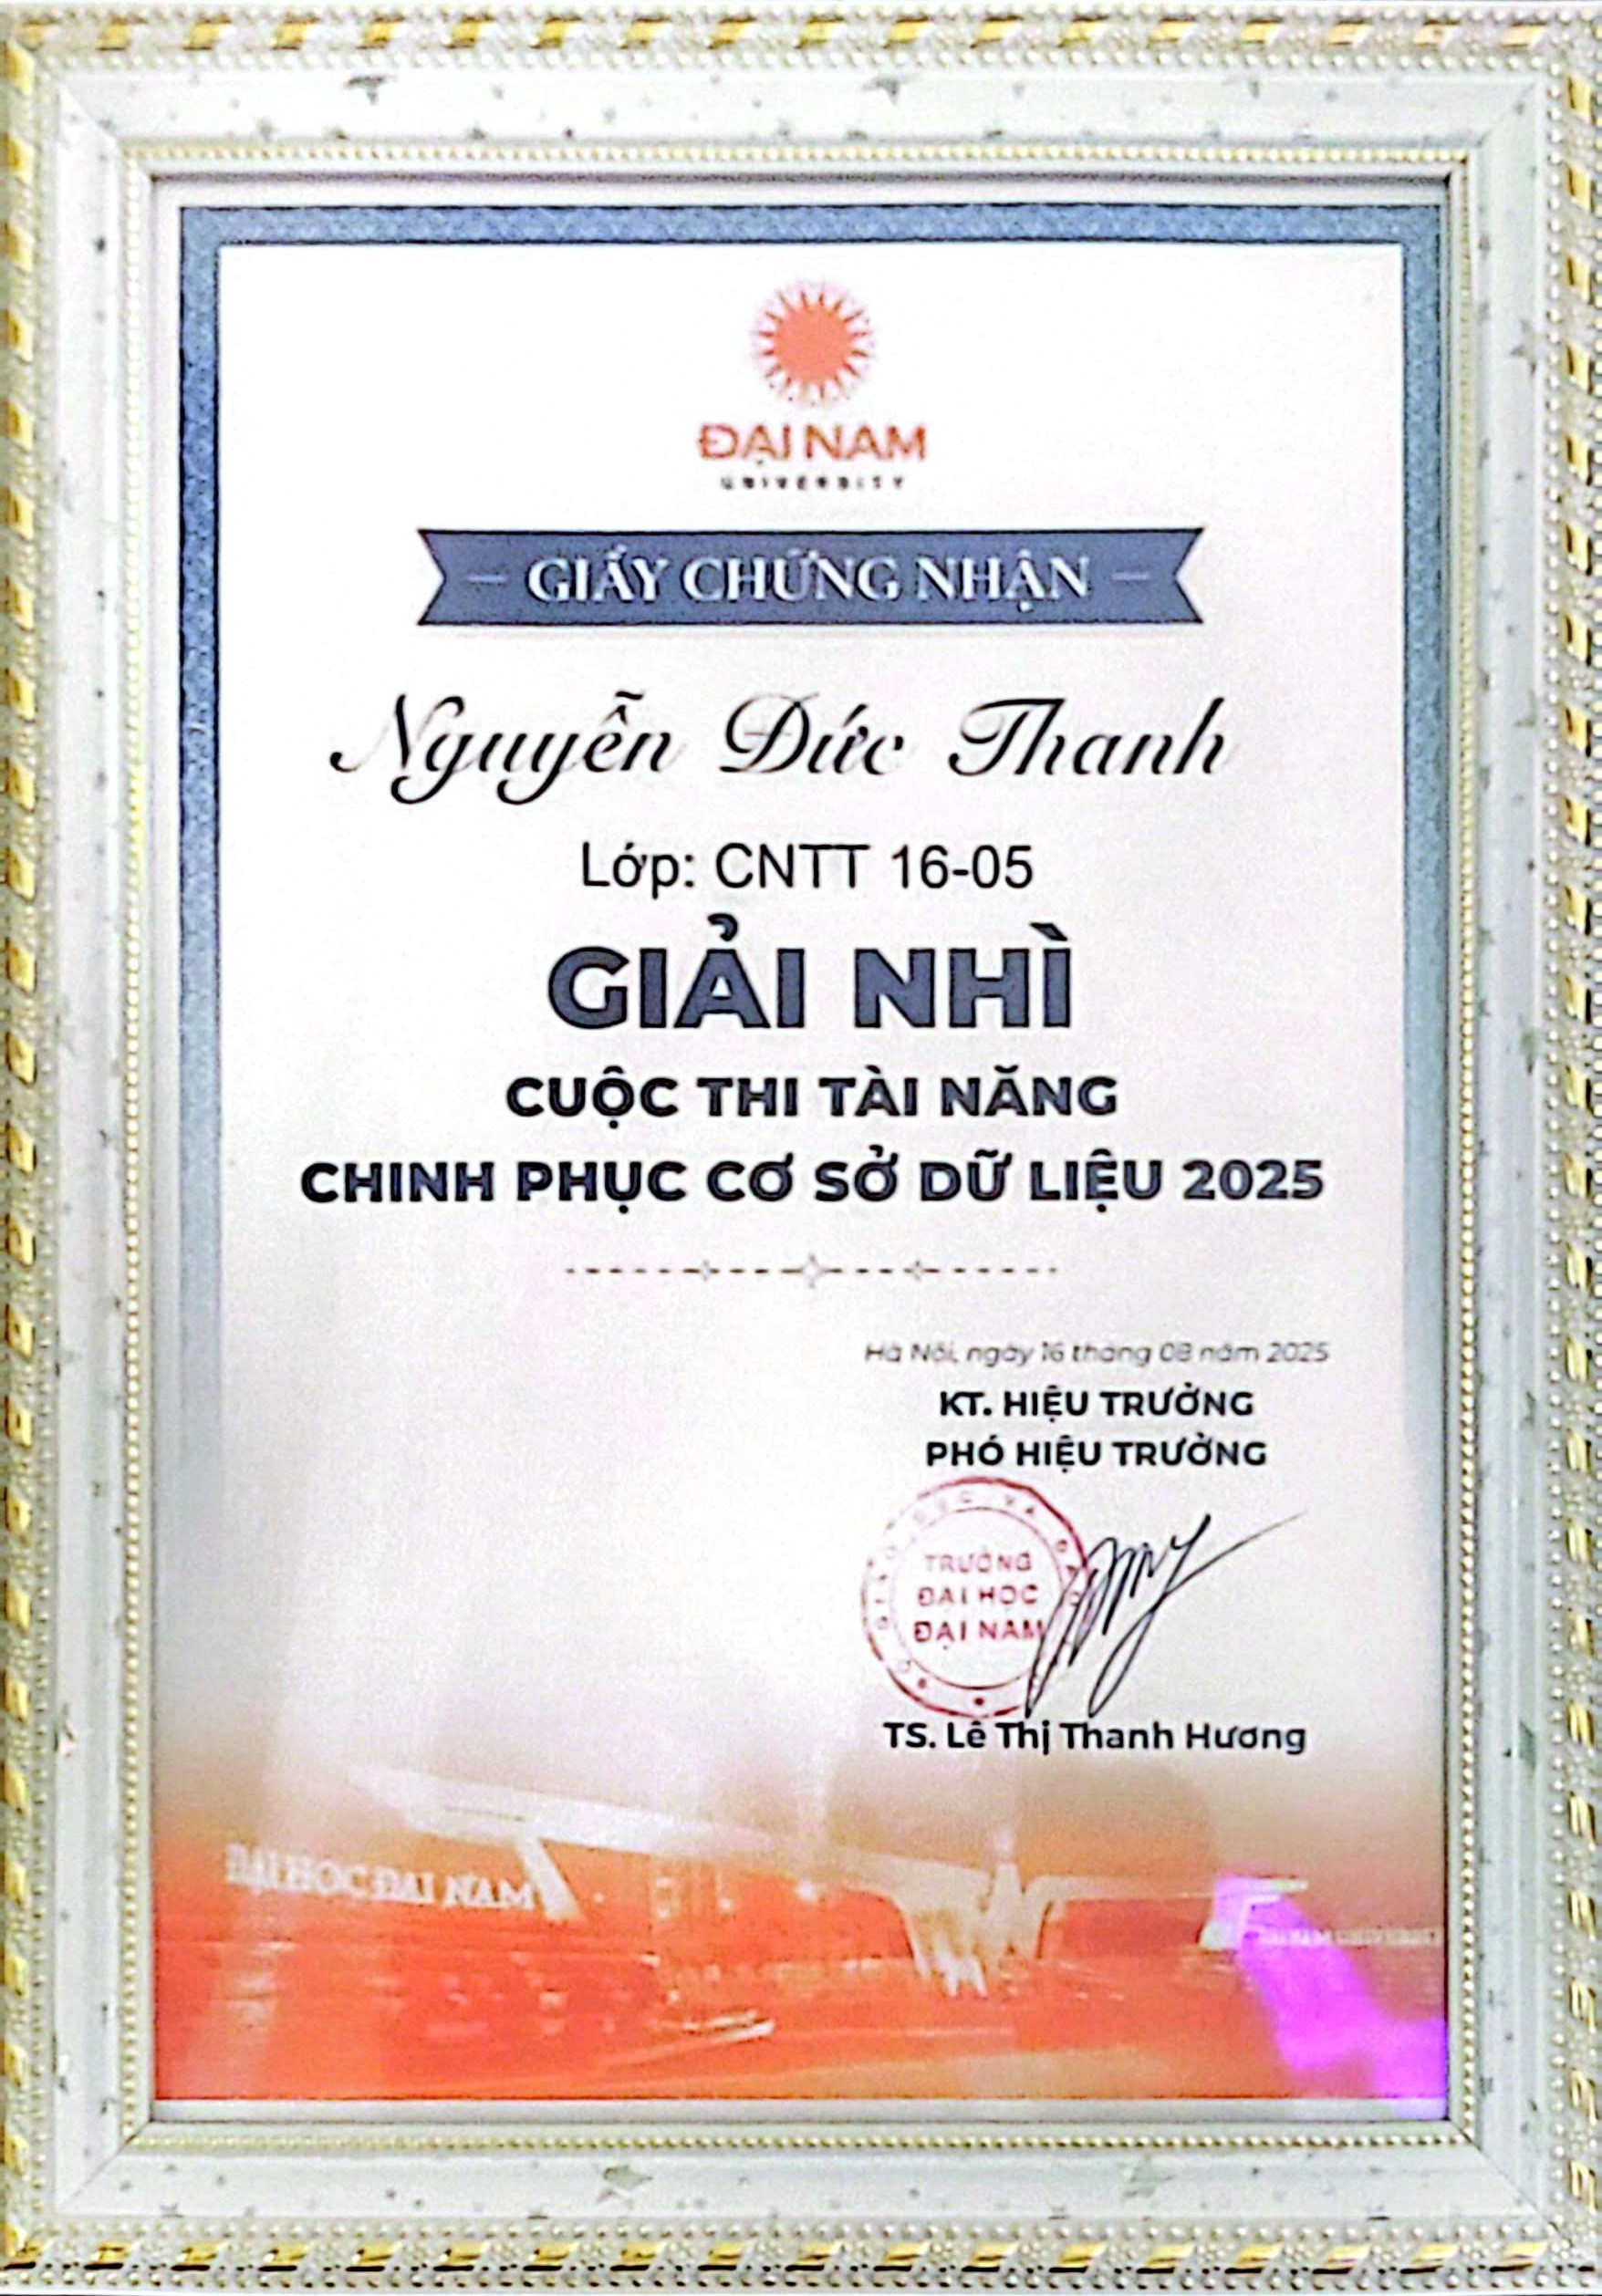 ĐẠI NAM
UNIVERSITY
GIẤY CHỨNG NHẬN
Nguyễn Đức Thanh
Lớp: CNTT 16-05
GIẢI NHÌ
CUỘC THI TÀI NĂNG
CHINH PHỤC CƠ SỞ DỮ LIỆU 2025
Hà Nội, ngày 16 tháng 08 năm 2025
KT. HIỆU TRƯỞNG
PHÓ HIỆU TRƯỞNG
TRƯỜNG
ĐẠI HỌC
ĐẠI NAM
TS. Lê Thị Thanh Hương
ĐẠI HỌC ĐẠI NAM